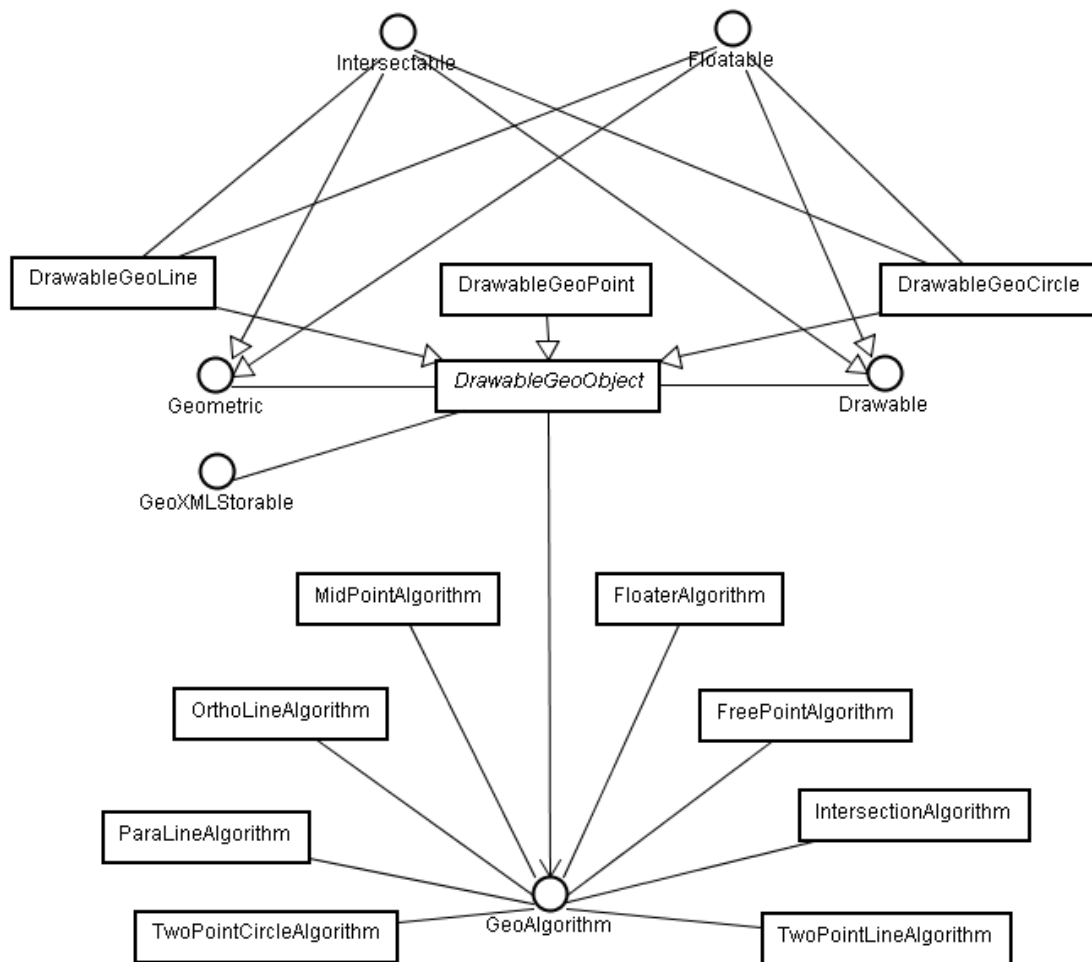 Intersectable
Floatable
DrawableGeoLine
DrawableGeoPoint
DrawableGeoCircle
DrawableGeoObject
Geometric
Drawable
GeoXMLStorable
MidPointAlgorithm
FloaterAlgorithm
OrthoLineAlgorithm
FreePointAlgorithm
ParaLineAlgorithm
IntersectionAlgorithm
TwoPointCircleAlgorithm
GeoAlgorithm
TwoPointLineAlgorithm